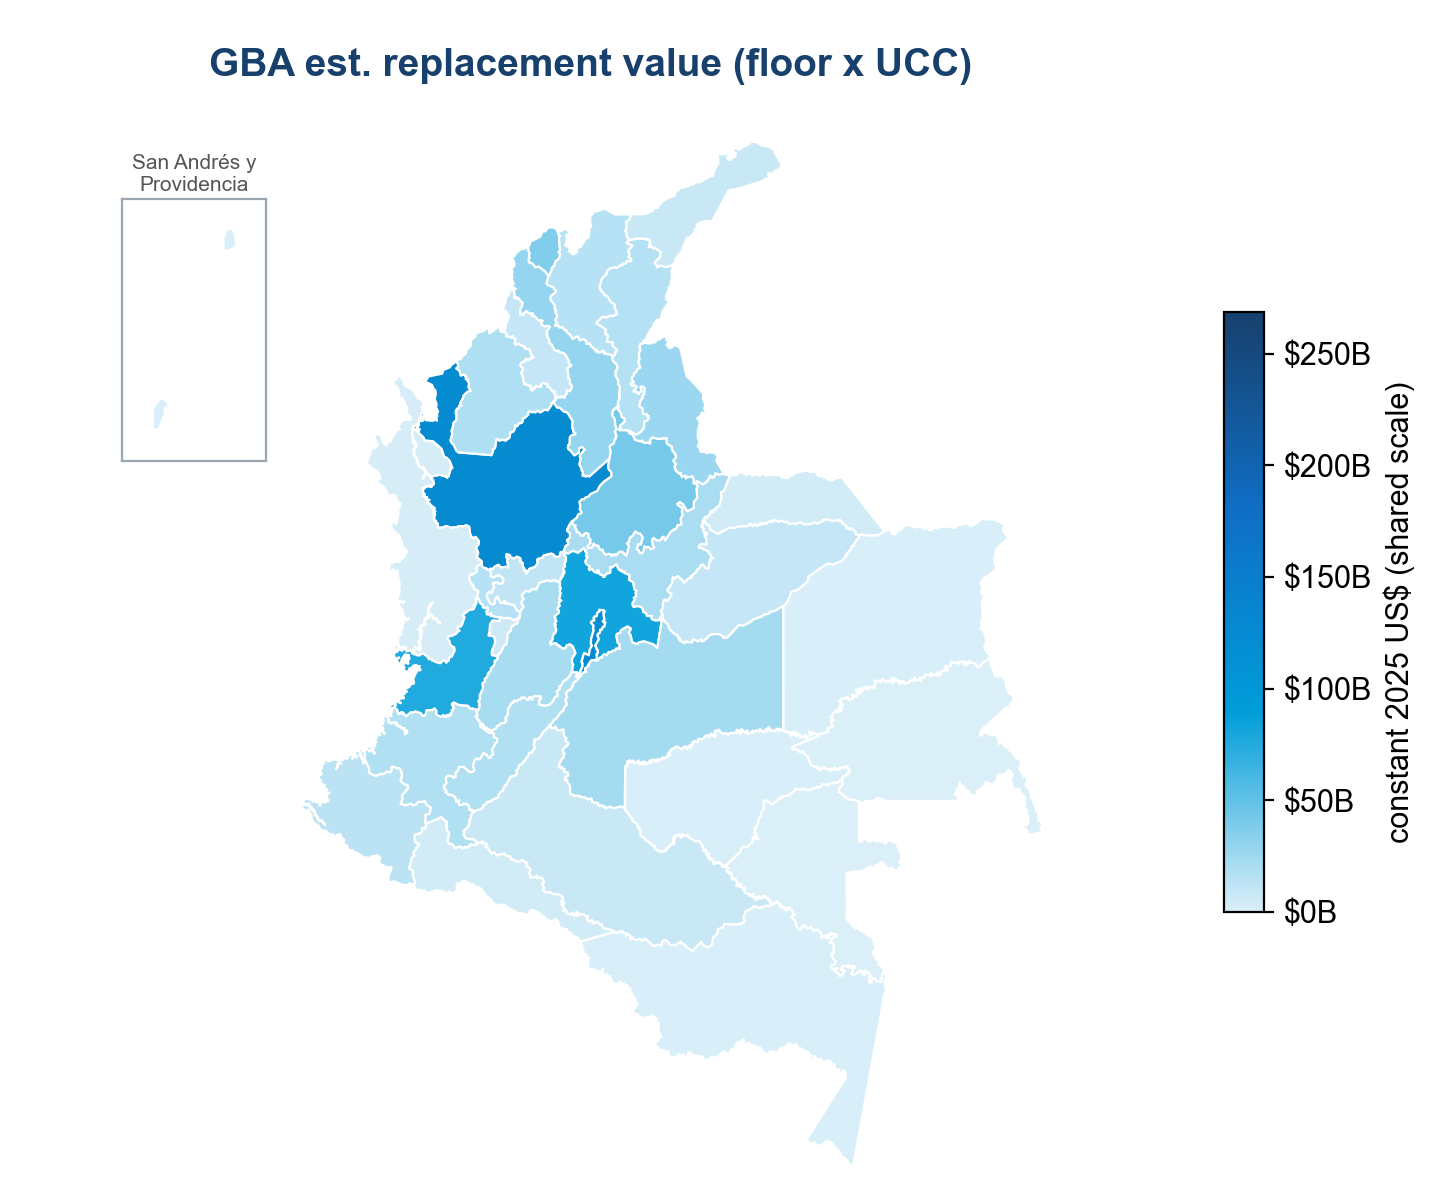 GBA est. replacement value (floor x UCC)
San Andrés y
Providencia
$250B
$200B
$150B
$100B
$50B
$0B
constant 2025 US$ (shared scale)